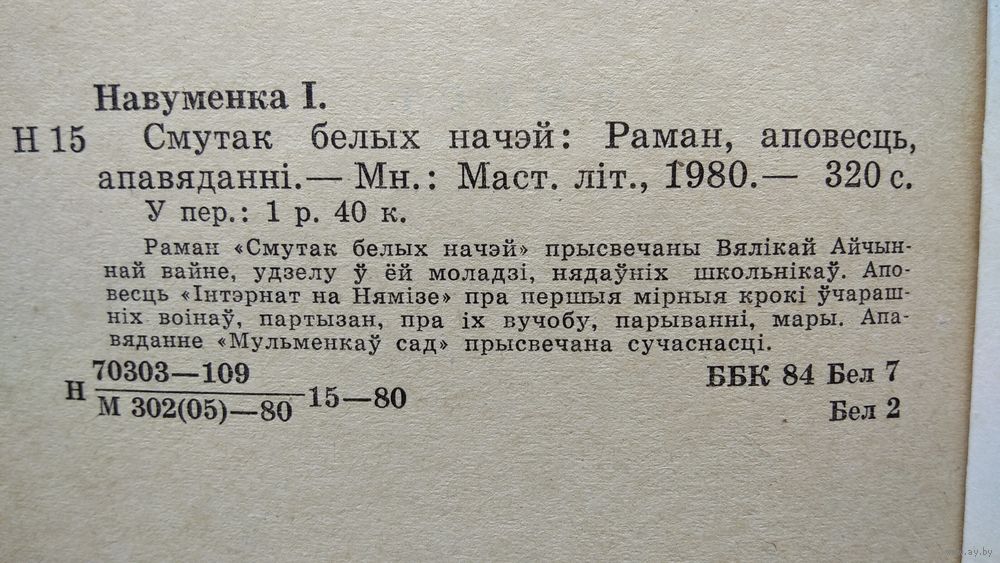 Навуменка І.
Н 15 Смутак белых начэй: Раман, аповесць,
апавяданні.— Мн.: Маст. літ., 1980.— 320 с.
У пер.: 1 р. 40 к.
Раман «Смутак белых начэй» прысвечаны Вялікай Айчын-
най вайне, удзелу ў ёй моладзі, нядаўніх школьнікаў. Апо-
весць «Інтэрнат на Нямізе» пра першыя мірныя крокі ўчараш-
ніх воінаў, партызан, пра іх вучобу, парыванні, мары. Апа-
вяданне «Мульменкаў сад» прысвечана сучаснасці.
Н 70303—109
М 302(05)—80 15—80
ББК 84 Бел 7
Бел 2
www.ay.by